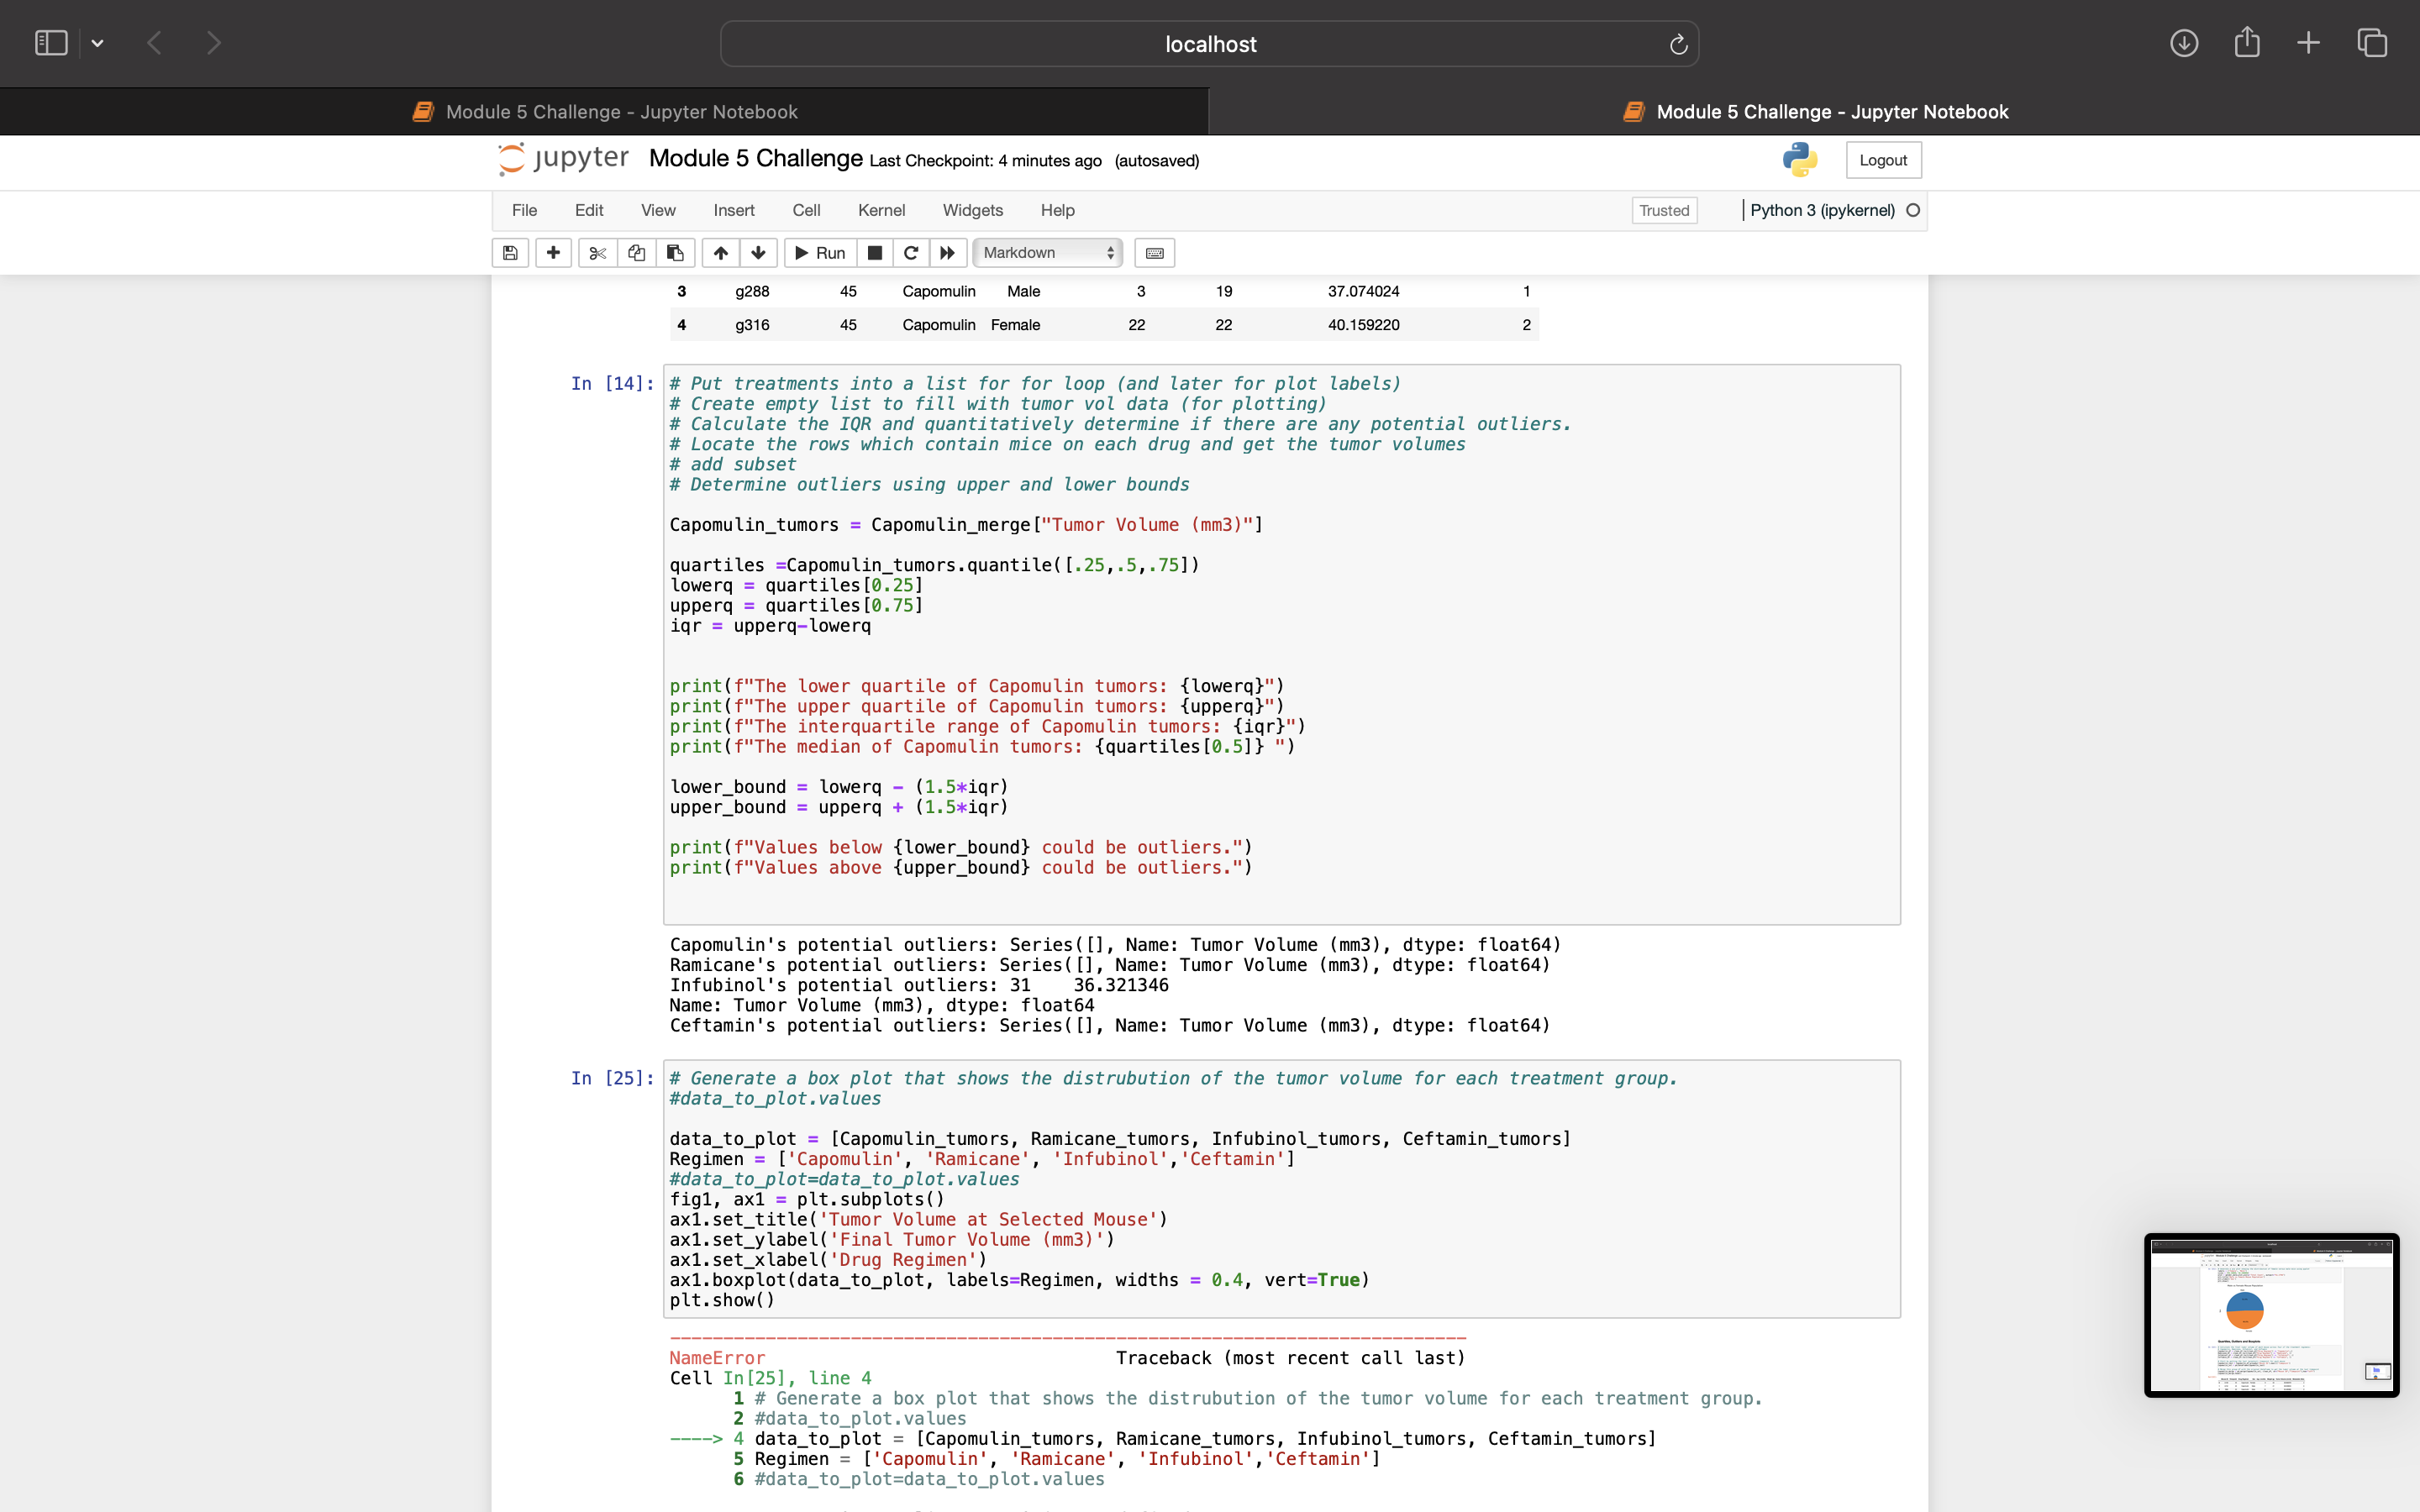 localhost
Module 5 Challenge - Jupyter Notebook
Module 5 Challenge - Jupyter Notebook
jupyter Module 5 Challenge Last Checkpoint: 4 minutes ago (autosaved)
Logout
File Edit View Insert Cell Kernel Widgets Help
Trusted
Python 3 (ipykernel)
Run
Markdown
3 g288 45 Capomulin Male 3 19 37.074024 1
4 g316 45 Capomulin Female 22 22 40.159220 2
In [14]:
# Put treatments into a list for for loop (and later for plot labels)
# Create empty list to fill with tumor vol data (for plotting)
# Calculate the IQR and quantitatively determine if there are any potential outliers.
# Locate the rows which contain mice on each drug and get the tumor volumes
# add subset
# Determine outliers using upper and lower bounds
Capomulin_tumors = Capomulin_merge["Tumor Volume (mm3)"]
quartiles =Capomulin_tumors.quantile([.25,.5,.75])
lowerq = quartiles[0.25]
upperq = quartiles[0.75]
iqr = upperq-lowerq
print(f"The lower quartile of Capomulin tumors: {lowerq}")
print(f"The upper quartile of Capomulin tumors: {upperq}")
print(f"The interquartile range of Capomulin tumors: {iqr}")
print(f"The median of Capomulin tumors: {quartiles[0.5]} ")
lower_bound = lowerq - (1.5*iqr)
upper_bound = upperq + (1.5*iqr)
print(f"Values below {lower_bound} could be outliers.")
print(f"Values above {upper_bound} could be outliers.")
Capomulin's potential outliers: Series([], Name: Tumor Volume (mm3), dtype: float64)
Ramicane's potential outliers: Series([], Name: Tumor Volume (mm3), dtype: float64)
Infubinol's potential outliers: 31    36.321346
Name: Tumor Volume (mm3), dtype: float64
Ceftamin's potential outliers: Series([], Name: Tumor Volume (mm3), dtype: float64)
In [25]:
# Generate a box plot that shows the distrubution of the tumor volume for each treatment group.
#data_to_plot.values
data_to_plot = [Capomulin_tumors, Ramicane_tumors, Infubinol_tumors, Ceftamin_tumors]
Regimen = ['Capomulin', 'Ramicane', 'Infubinol','Ceftamin']
#data_to_plot=data_to_plot.values
fig1, ax1 = plt.subplots()
ax1.set_title('Tumor Volume at Selected Mouse')
ax1.set_ylabel('Final Tumor Volume (mm3)')
ax1.set_xlabel('Drug Regimen')
ax1.boxplot(data_to_plot, labels=Regimen, widths = 0.4, vert=True)
plt.show()
---------------------------------------------------------------------------
NameError Traceback (most recent call last)
Cell In[25], line 4
1 # Generate a box plot that shows the distrubution of the tumor volume for each treatment group.
2 #data_to_plot.values
----> 4 data_to_plot = [Capomulin_tumors, Ramicane_tumors, Infubinol_tumors, Ceftamin_tumors]
5 Regimen = ['Capomulin', 'Ramicane', 'Infubinol','Ceftamin']
6 #data_to_plot=data_to_plot.values